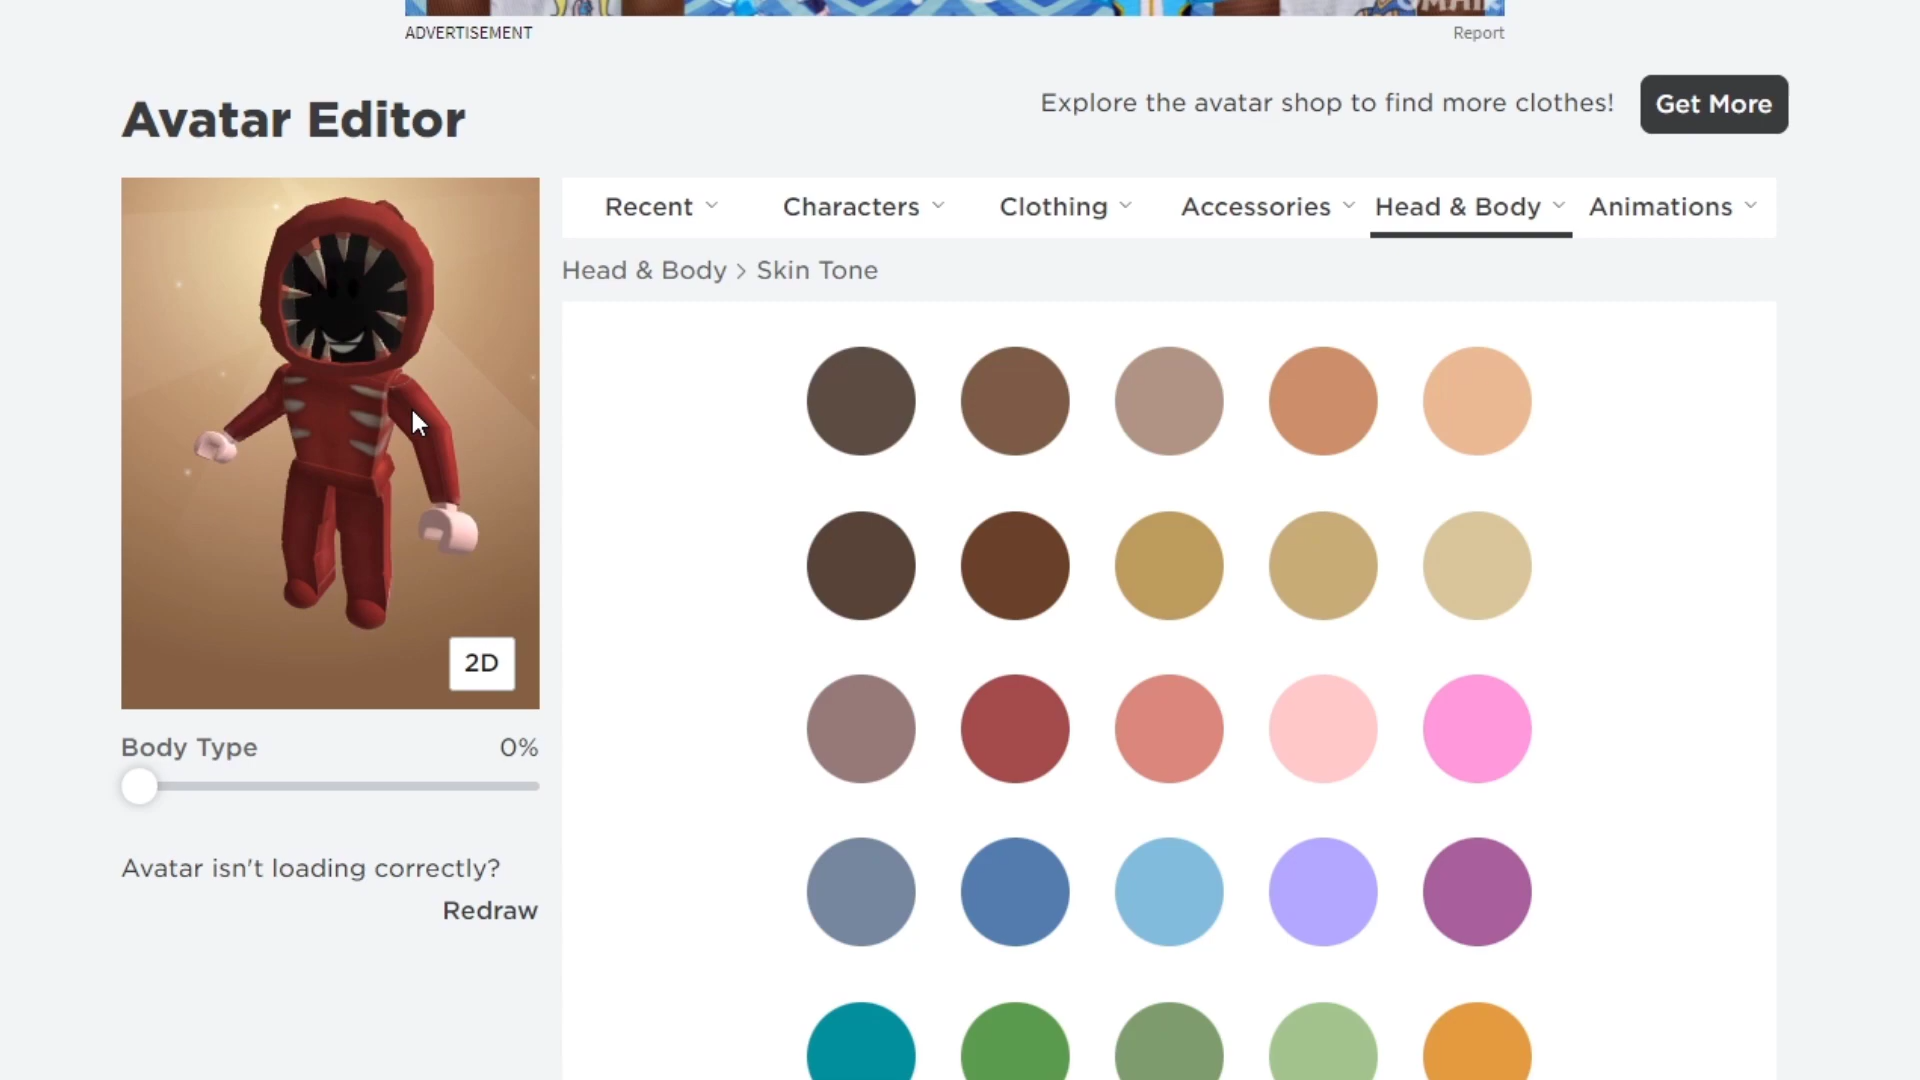 ADVERTISEMENT
Report
Avatar Editor
Explore the avatar shop to find more clothes!
Get More
Recent
Characters
Clothing
Accessories
Head & Body
Animations
Head & Body > Skin Tone
2D
Body Type
0%
Avatar isn't loading correctly?
Redraw